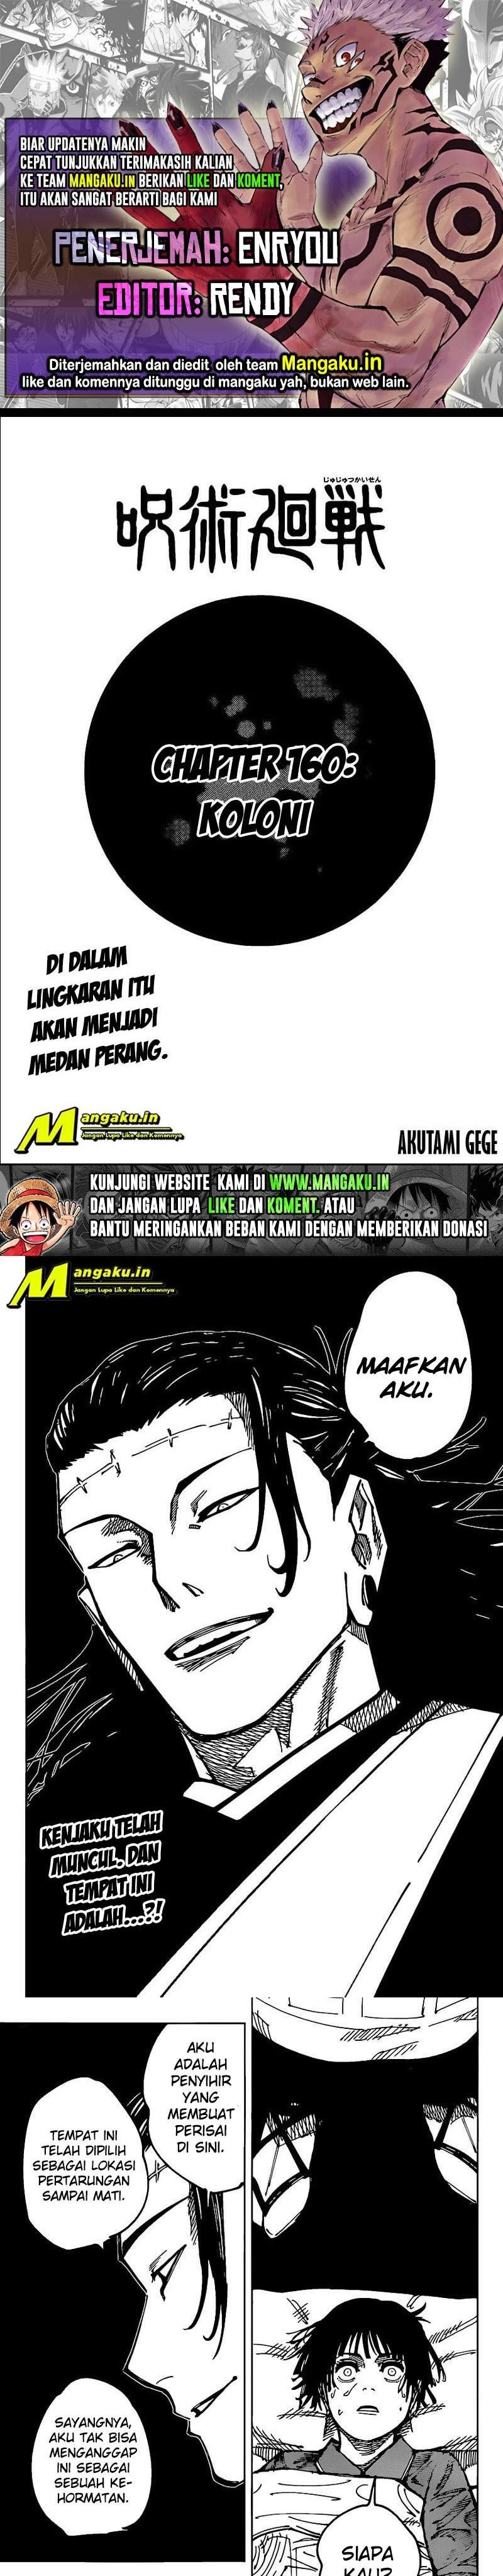 BIAR UPDATENYA MAKIN
CEPAT TUNJUKKAN TERIMAKASIH KALIAN
KE TEAM MANGAKU.IN BERIKAN LIKE DAN KOMENT,
ITU AKAN SANGAT BERARTI BAGI KAMI
PENERJEMAH: ENRYOU
EDITOR: RENDY
Diterjemahkan dan diedit oleh team Mangaku.in
like dan komennya ditunggu di mangaku yah, bukan web lain.
じゅじゅつかいせん
呪術廻戦
CHAPTER 160:
KOLONI
DI DALAM
LINGKARAN ITU
AKAN MENJADI
MEDAN PERANG.
Mangaku.in
Jangan Lupa Like dan Komennya.
AKUTAMI GEGE
KUNJUNGI WEBSITE KAMI DI WWW.MANGAKU.IN
DAN JANGAN LUPA LIKE DAN KOMENT. ATAU
BANTU MERINGANKAN BEBAN KAMI DENGAN MEMBERIKAN DONASI
Mangaku.in
Jangan Lupa Like dan Komennya.
MAAFKAN
AKU.
KENJAKU TELAH
MUNCUL. DAN
TEMPAT INI
ADALAH...?!
AKU
ADALAH
PENYIHIR
YANG
MEMBUAT
PERISAI
DI SINI.
TEMPAT INI
TELAH DIPILIH
SEBAGAI LOKASI
PERTARUNGAN
SAMPAI MATI.
SAYANGNYA,
AKU TAK BISA
MENGANGGAP
INI SEBAGAI
SEBUAH KE-
HORMATAN.
SIAPA
KAU?